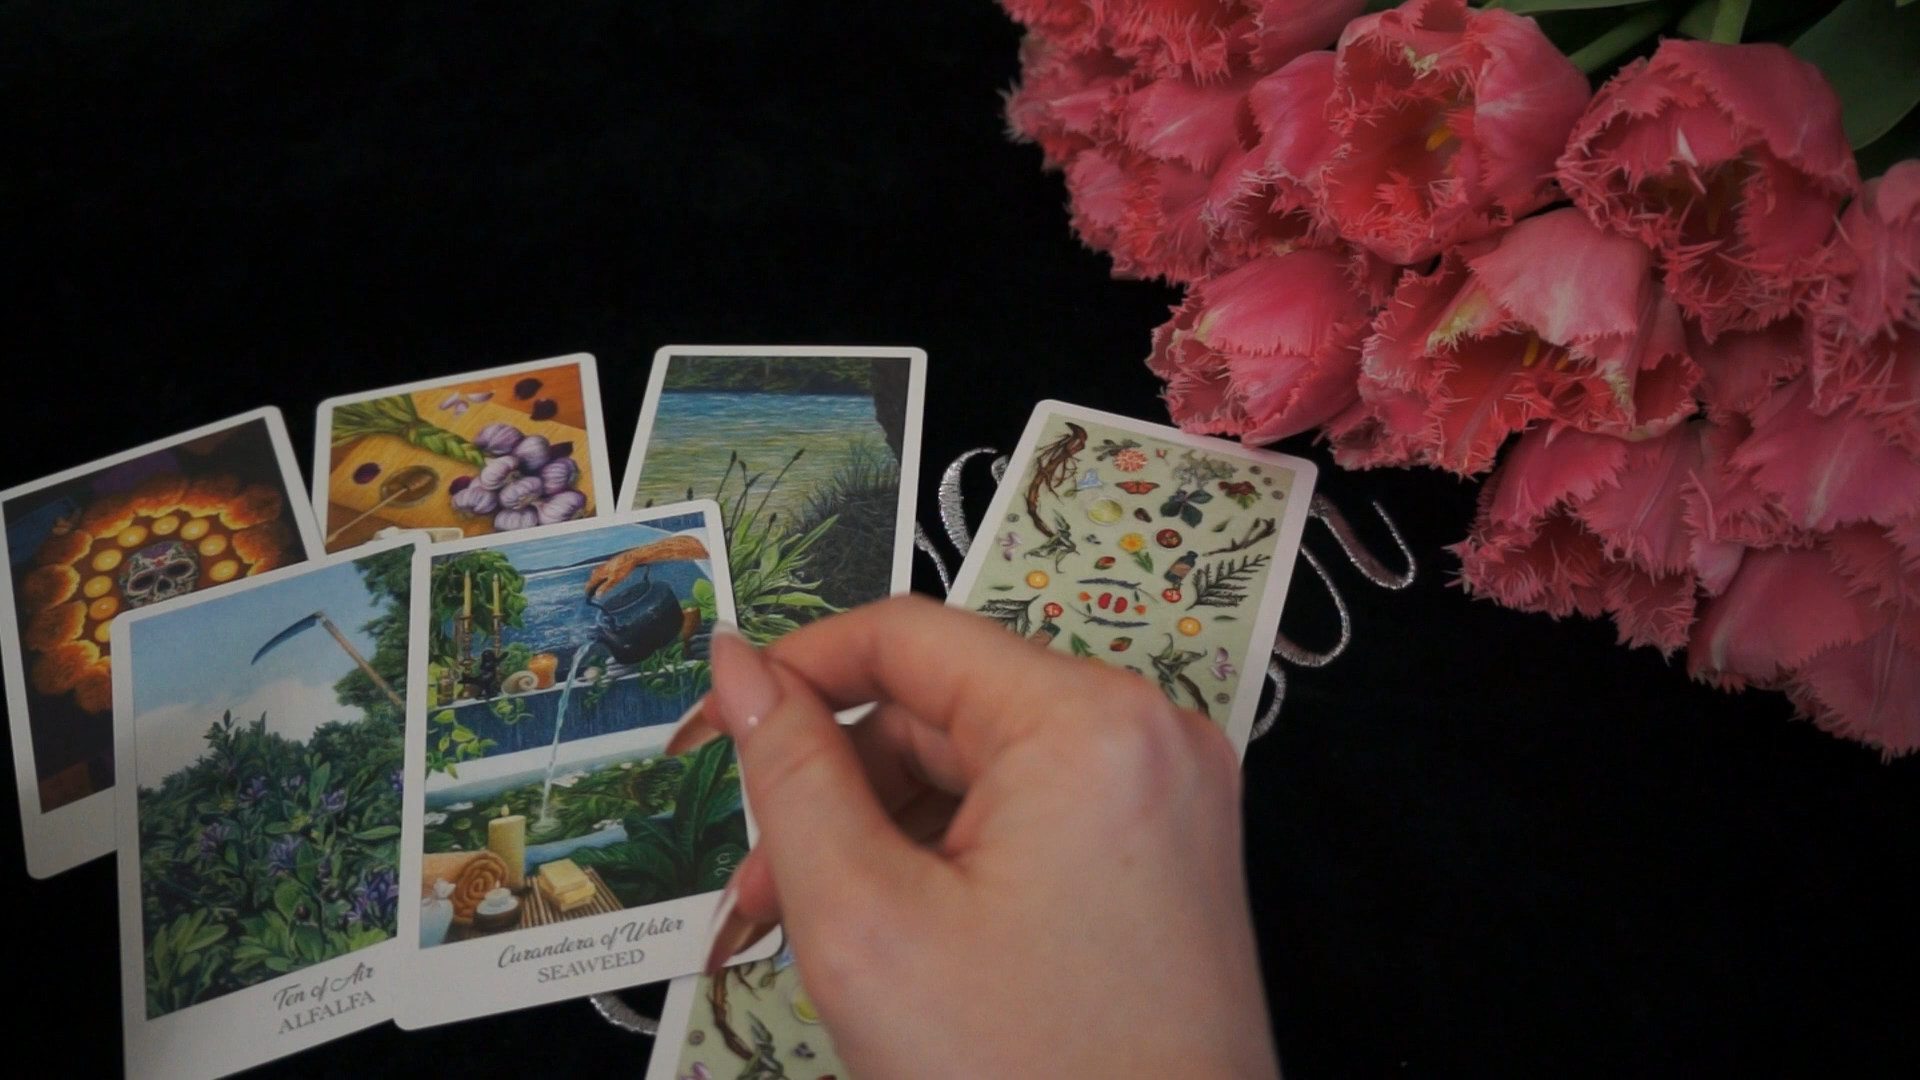 Ten of Air
ALFALFA
Curandera of Water
SEAWEED